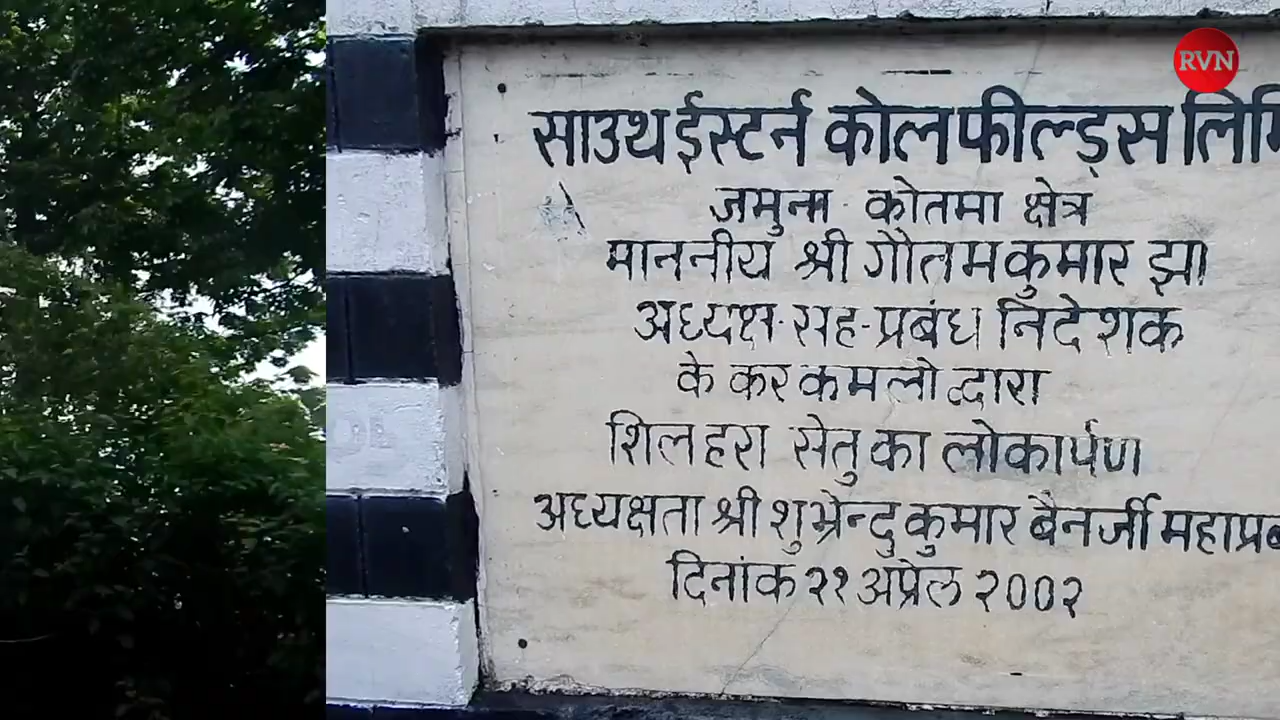 RVN
साउथ ईस्टर्न कोल फील्ड्स लिमि
जमुना - कोतमा क्षेत्र
माननीय श्री गौतम कुमार झा
अध्यक्ष-सह-प्रबंध निदेशक
के कर कमलो द्वारा
शिलहरा सेतु का लोकार्पण
अध्यक्षता श्री शुभ्रेन्दु कुमार बैनर्जी महाप्रब
दिनांक २१ अप्रेल २००२